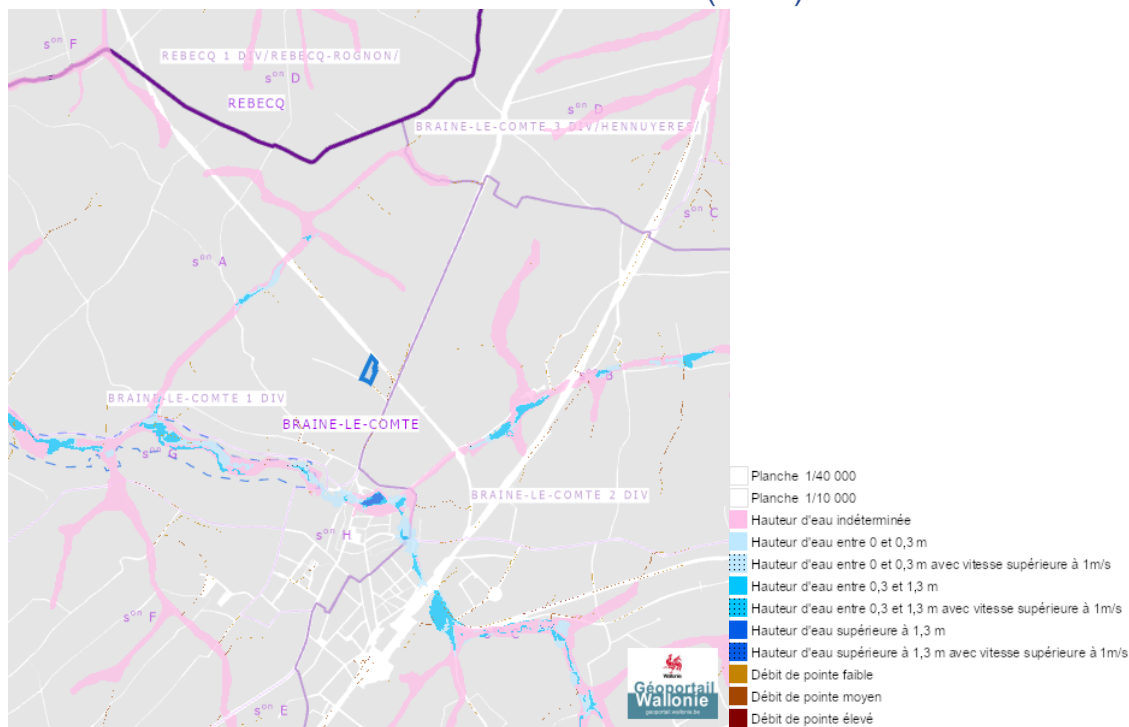 sᵒⁿ F
REBECQ 1 DIV/REBECQ-ROGNON/
sᵒⁿ D
REBECQ
sᵒⁿ D
BRAINE-LE-COMTE 3 DIV/HENNUYERES/
sᵒⁿ C
sᵒⁿ A
BRAINE-LE-COMTE 1 DIV
BRAINE-LE-COMTE
sᵒⁿ G
BRAINE-LE-COMTE 2 DIV
sᵒⁿ H
sᵒⁿ F
C
sᵒⁿ E
Wallonie
Géoportail
Wallonie
geoportail.wallonie.be
Planche 1/40 000
Planche 1/10 000
Hauteur d'eau indéterminée
Hauteur d'eau entre 0 et 0,3 m
Hauteur d'eau entre 0 et 0,3 m avec vitesse supérieure à 1m/s
Hauteur d'eau entre 0,3 et 1,3 m
Hauteur d'eau entre 0,3 et 1,3 m avec vitesse supérieure à 1m/s
Hauteur d'eau supérieure à 1,3 m
Hauteur d'eau supérieure à 1,3 m avec vitesse supérieure à 1m/s
Débit de pointe faible
Débit de pointe moyen
Débit de pointe élevé